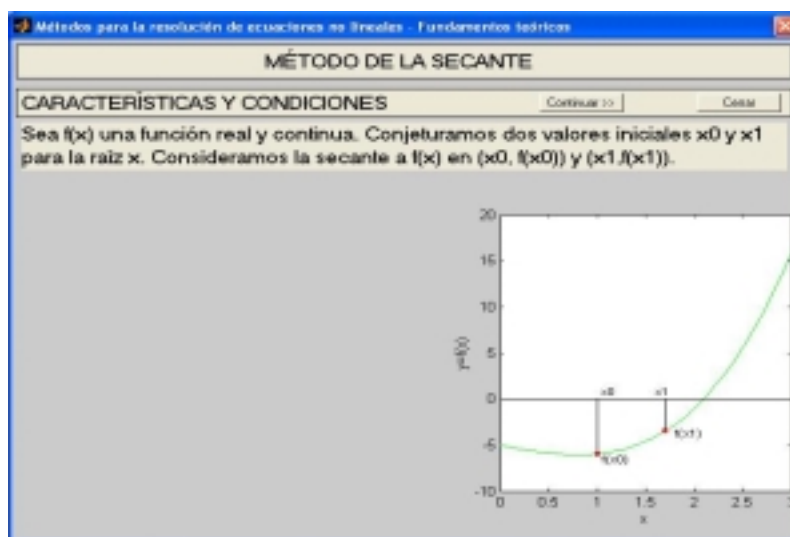 Métodos para la resolución de ecuaciones no lineales - Fundamentos teóricos
MÉTODO DE LA SECANTE
CARACTERÍSTICAS Y CONDICIONES
Continuar >>
Cerrar
Sea f(x) una función real y continua. Conjeturamos dos valores iniciales x0 y x1
para la raíz x. Consideramos la secante a f(x) en (x0, f(x0)) y (x1,f(x1)).
20
15
10
5
0
-5
-10
y=f(x)
x0
x1
f(x0)
f(x1)
0
0.5
1
1.5
2
2.5
3
x